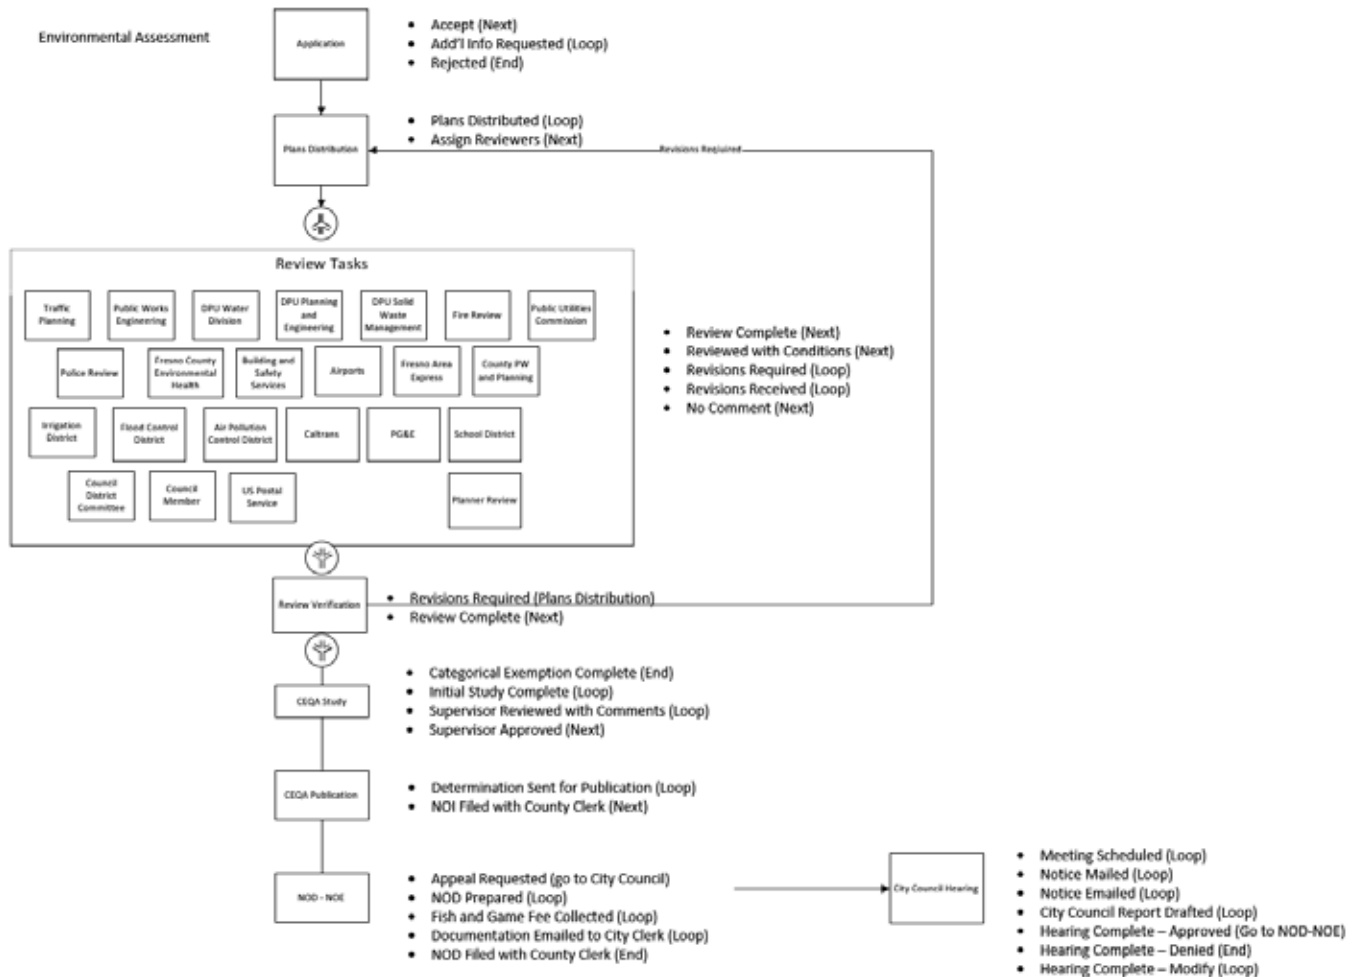 Environmental Assessment
Application
• Accept (Next)
• Add'l Info Requested (Loop)
• Rejected (End)
Plans Distribution
• Plans Distributed (Loop)
• Assign Reviewers (Next)
Revisions Required
Review Tasks
Traffic
Planning
Public Works
Engineering
DPU Water
Division
DPU Planning
and
Engineering
DPU Solid
Waste
Management
Fire Review
Public Utilities
Commission
Police Review
Fresno County
Environmental
Health
Building and
Safety
Services
Airports
Fresno Area
Express
County PW
and Planning
Irrigation
District
Flood Control
District
Air Pollution
Control District
Caltrans
PG&E
School District
Council
District
Committee
Council
Member
US Postal
Service
Planner Review
• Review Complete (Next)
• Reviewed with Conditions (Next)
• Revisions Required (Loop)
• Revisions Received (Loop)
• No Comment (Next)
Review Verification
• Revisions Required (Plans Distribution)
• Review Complete (Next)
CEQA Study
• Categorical Exemption Complete (End)
• Initial Study Complete (Loop)
• Supervisor Reviewed with Comments (Loop)
• Supervisor Approved (Next)
CEQA Publication
• Determination Sent for Publication (Loop)
• NOI Filed with County Clerk (Next)
NOD - NOE
• Appeal Requested (go to City Council)
• NOD Prepared (Loop)
• Fish and Game Fee Collected (Loop)
• Documentation Emailed to City Clerk (Loop)
• NOD Filed with County Clerk (End)
City Council Hearing
• Meeting Scheduled (Loop)
• Notice Mailed (Loop)
• Notice Emailed (Loop)
• City Council Report Drafted (Loop)
• Hearing Complete – Approved (Go to NOD-NOE)
• Hearing Complete – Denied (End)
• Hearing Complete – Modify (Loop)